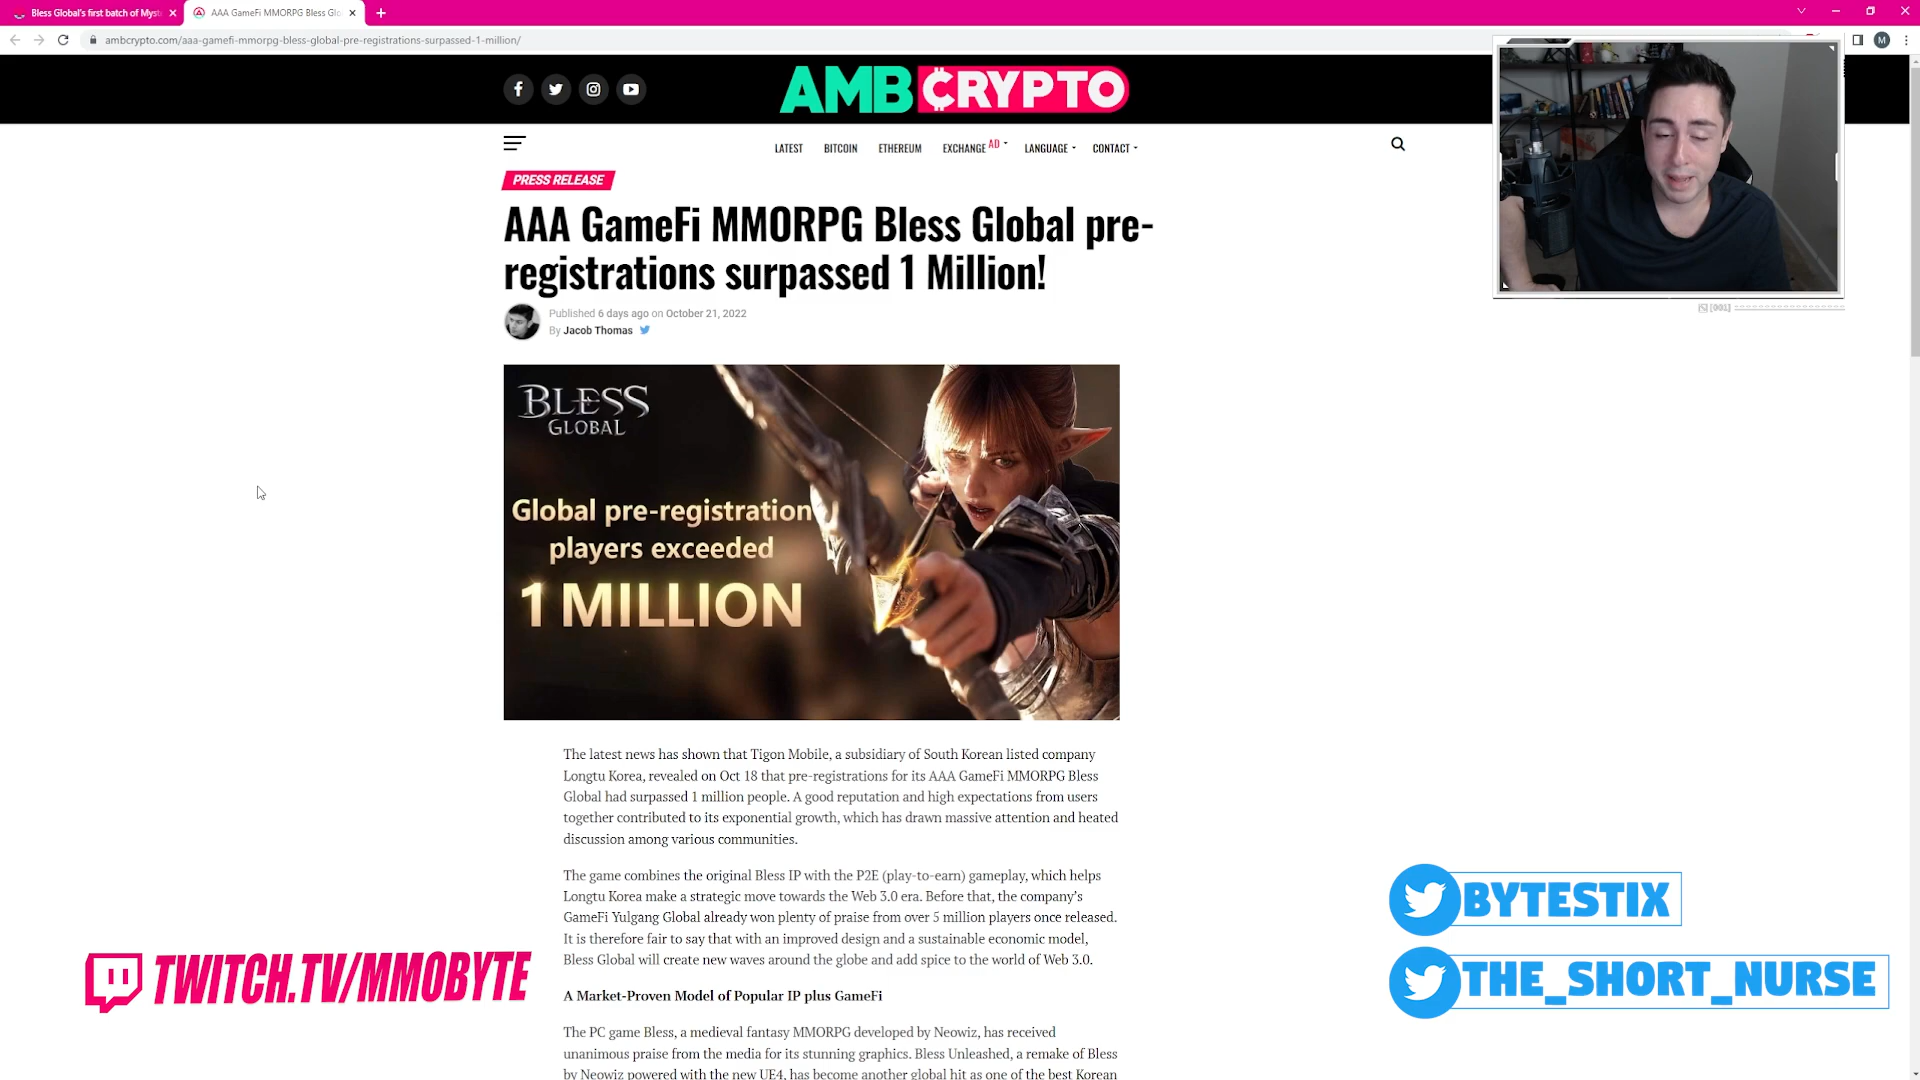 Bless Global's first batch of Myst
AAA GameFi MMORPG Bless Glo
ambcrypto.com/aaa-gamefi-mmorpg-bless-global-pre-registrations-surpassed-1-million/
M
AMBCRYPTO
LATEST BITCOIN ETHEREUM EXCHANGE AD LANGUAGE CONTACT
PRESS RELEASE
AAA GameFi MMORPG Bless Global pre-
registrations surpassed 1 Million!
Published 6 days ago on October 21, 2022
By Jacob Thomas
[001]
BLESS
GLOBAL
Global pre-registration
players exceeded
1 MILLION
The latest news has shown that Tigon Mobile, a subsidiary of South Korean listed company
Longtu Korea, revealed on Oct 18 that pre-registrations for its AAA GameFi MMORPG Bless
Global had surpassed 1 million people. A good reputation and high expectations from users
together contributed to its exponential growth, which has drawn massive attention and heated
discussion among various communities.
The game combines the original Bless IP with the P2E (play-to-earn) gameplay, which helps
Longtu Korea make a strategic move towards the Web 3.0 era. Before that, the company's
GameFi Yulgang Global already won plenty of praise from over 5 million players once released.
It is therefore fair to say that with an improved design and a sustainable economic model,
Bless Global will create new waves around the globe and add spice to the world of Web 3.0.
A Market-Proven Model of Popular IP plus GameFi
The PC game Bless, a medieval fantasy MMORPG developed by Neowiz, has received
unanimous praise from the media for its stunning graphics. Bless Unleashed, a remake of Bless
by Neowiz powered with the new UE4, has become another global hit as one of the best Korean
TWITCH.TV/MMOBYTE
BYTESTIX
THE_SHORT_NURSE